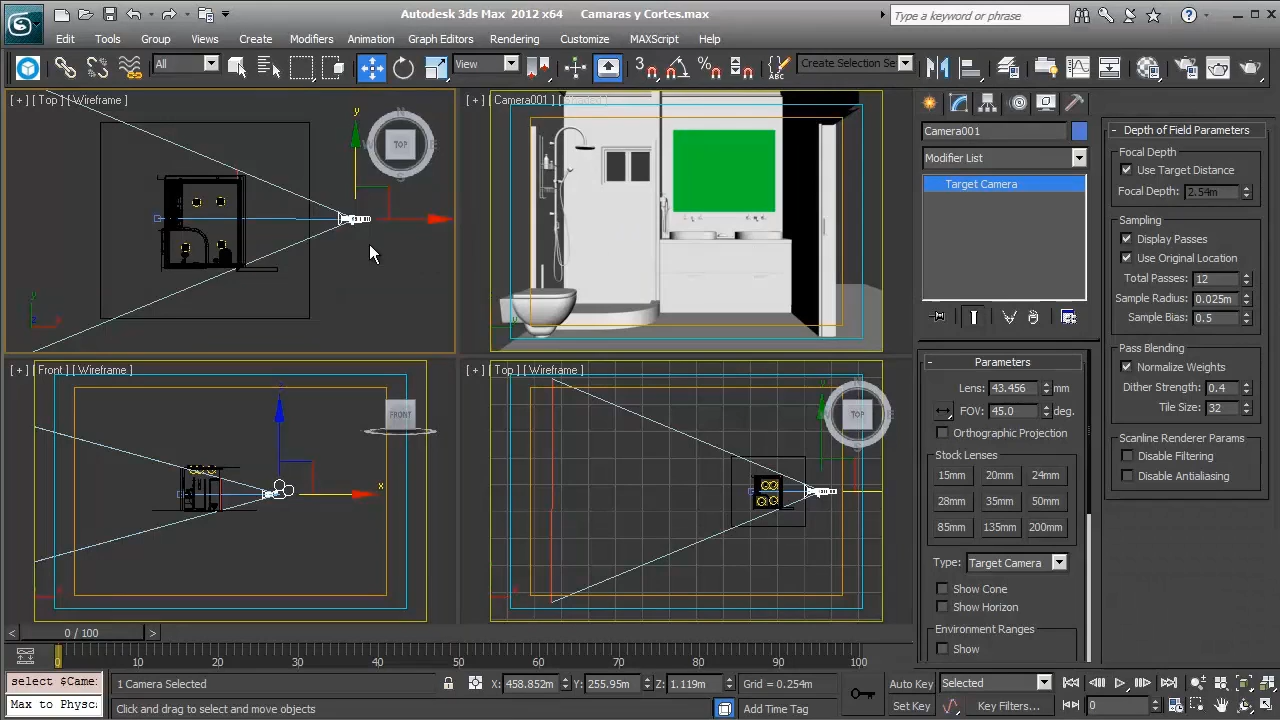 Autodesk 3ds Max 2012 x64 Camaras y Cortes.max
Type a keyword or phrase
Edit Tools Group Views Create Modifiers Animation Graph Editors Rendering Customize MAXScript Help
All View 3 Create Selection Se
[ + ] [ Top ] [ Wireframe ]
y
TOP
y
[ + ] [ Camera001 ] [
[ + ] [ Front ] [ Wireframe ]
FRONT
x
[ + ] [ Top ] [ Wireframe ]
TOP
Camera001
Modifier List
Target Camera
- Parameters
Lens: 43.456 mm
FOV: 45.0 deg.
Orthographic Projection
Stock Lenses
15mm 20mm 24mm
28mm 35mm 50mm
85mm 135mm 200mm
Type: Target Camera
Show Cone
Show Horizon
Environment Ranges
Show
- Depth of Field Parameters
Focal Depth
Use Target Distance
Focal Depth: 2.54m
Sampling
Display Passes
Use Original Location
Total Passes: 12
Sample Radius: 0.025m
Sample Bias: 0.5
Pass Blending
Normalize Weights
Dither Strength: 0.4
Tile Size: 32
Scanline Renderer Params
Disable Filtering
Disable Antialiasing
< 0 / 100 >
0 10 20 30 40 50 60 70 80 90 100
select $Came
1 Camera Selected
X: 458.852m Y: 255.95m Z: 1.119m Grid = 0.254m
Auto Key Selected
Max to Physc
Click and drag to select and move objects
Add Time Tag
Set Key Key Filters... 0